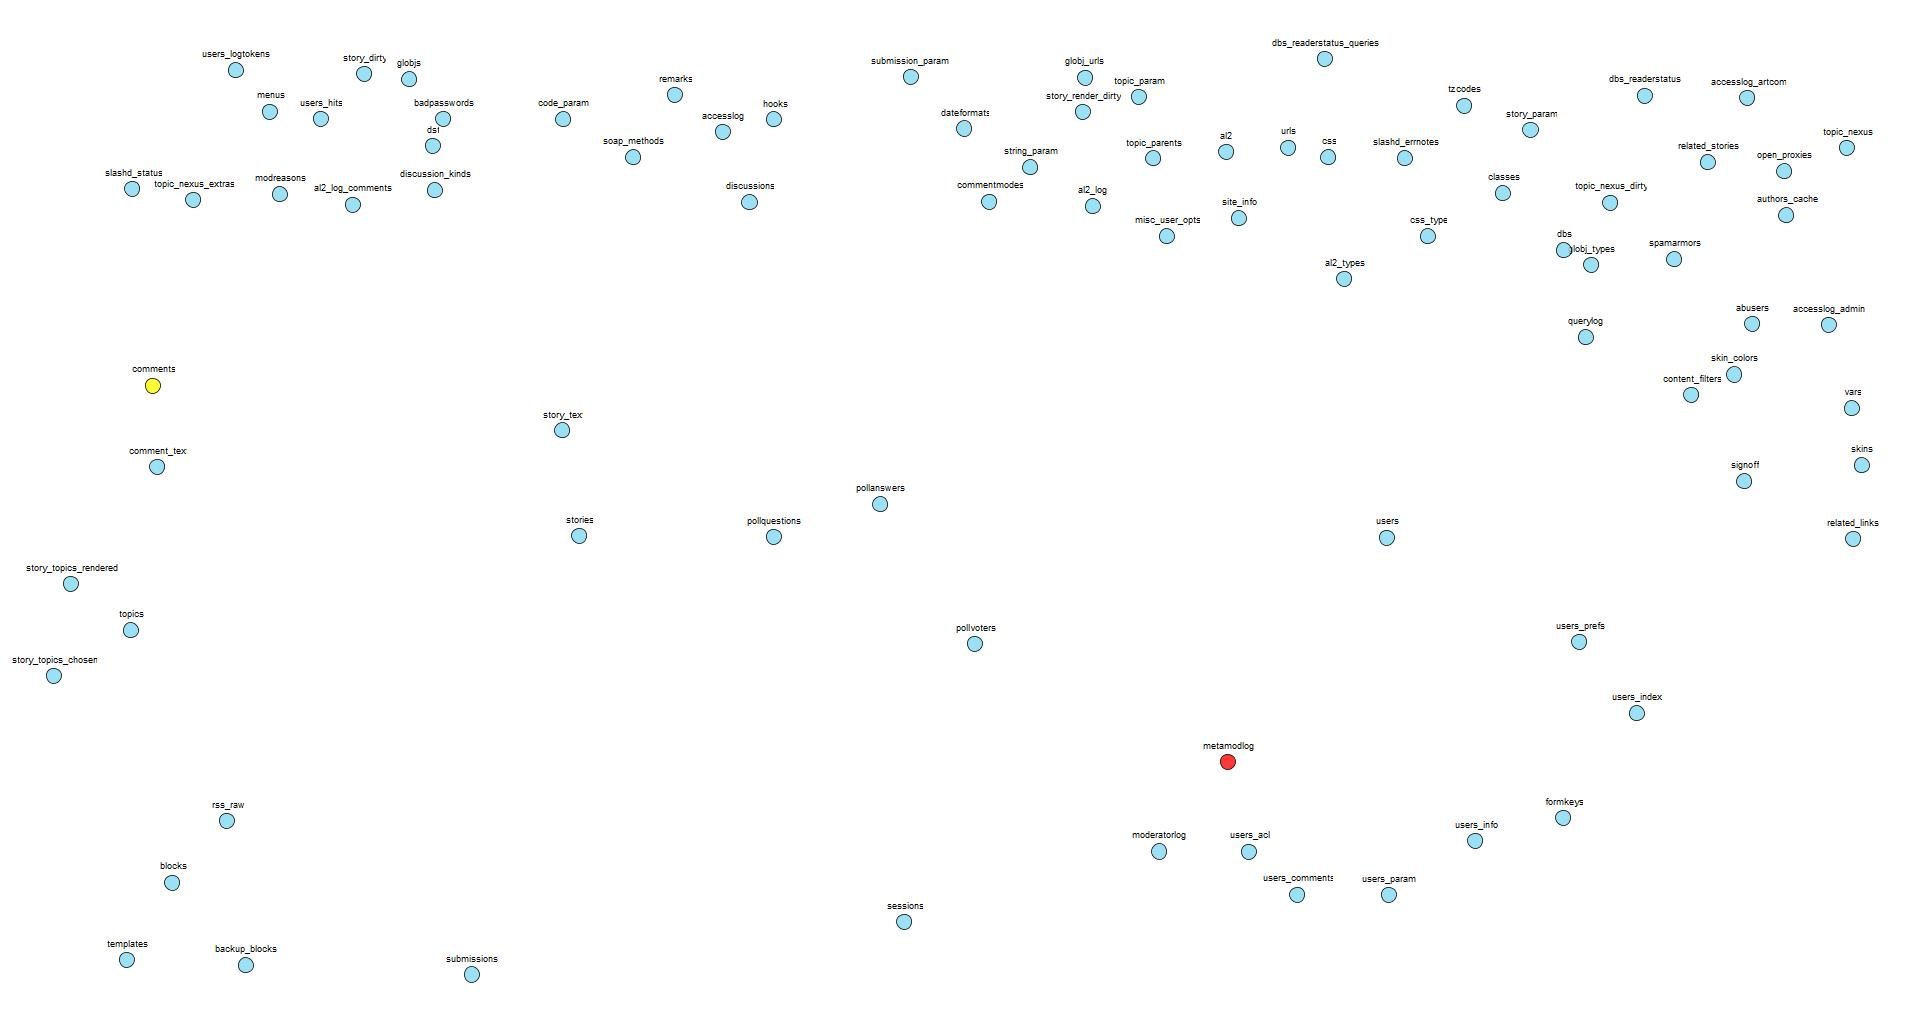 dbs_readerstatus_queries
users_logtokens
story_dirty
globjs
submission_param
globj_urls
topic_param
remarks
dbs_readerstatus
accesslog_artcom
tzcodes
menus
users_hits
badpasswords
code_param
accesslog
hooks
story_render_dirty
dateformats
story_param
dst
soap_methods
string_param
topic_parents
al2
urls
css
slashd_errnotes
related_stories
open_proxies
topic_nexus
slashd_status
topic_nexus_extras
modreasons
al2_log_comments
discussion_kinds
discussions
commentmodes
al2_log
classes
topic_nexus_dirty
authors_cache
misc_user_opts
site_info
css_type
dbs
globj_types
spamarmors
al2_types
querylog
abusers
accesslog_admin
comments
skin_colors
content_filters
vars
story_tex
comment_tex
signoff
skins
pollanswers
stories
pollquestions
users
related_links
story_topics_rendered
topics
pollvoters
users_prefs
story_topics_chosen
users_index
metamodlog
rss_raw
formkeys
moderatorlog
users_acl
users_info
blocks
users_comments
users_param
sessions
templates
backup_blocks
submissions